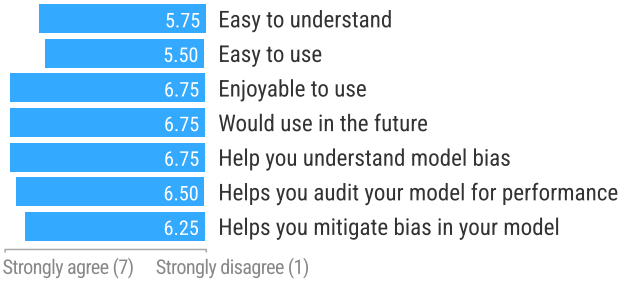 5.75 Easy to understand
5.50 Easy to use
6.75 Enjoyable to use
6.75 Would use in the future
6.75 Help you understand model bias
6.50 Helps you audit your model for performance
6.25 Helps you mitigate bias in your model
Strongly agree (7) Strongly disagree (1)